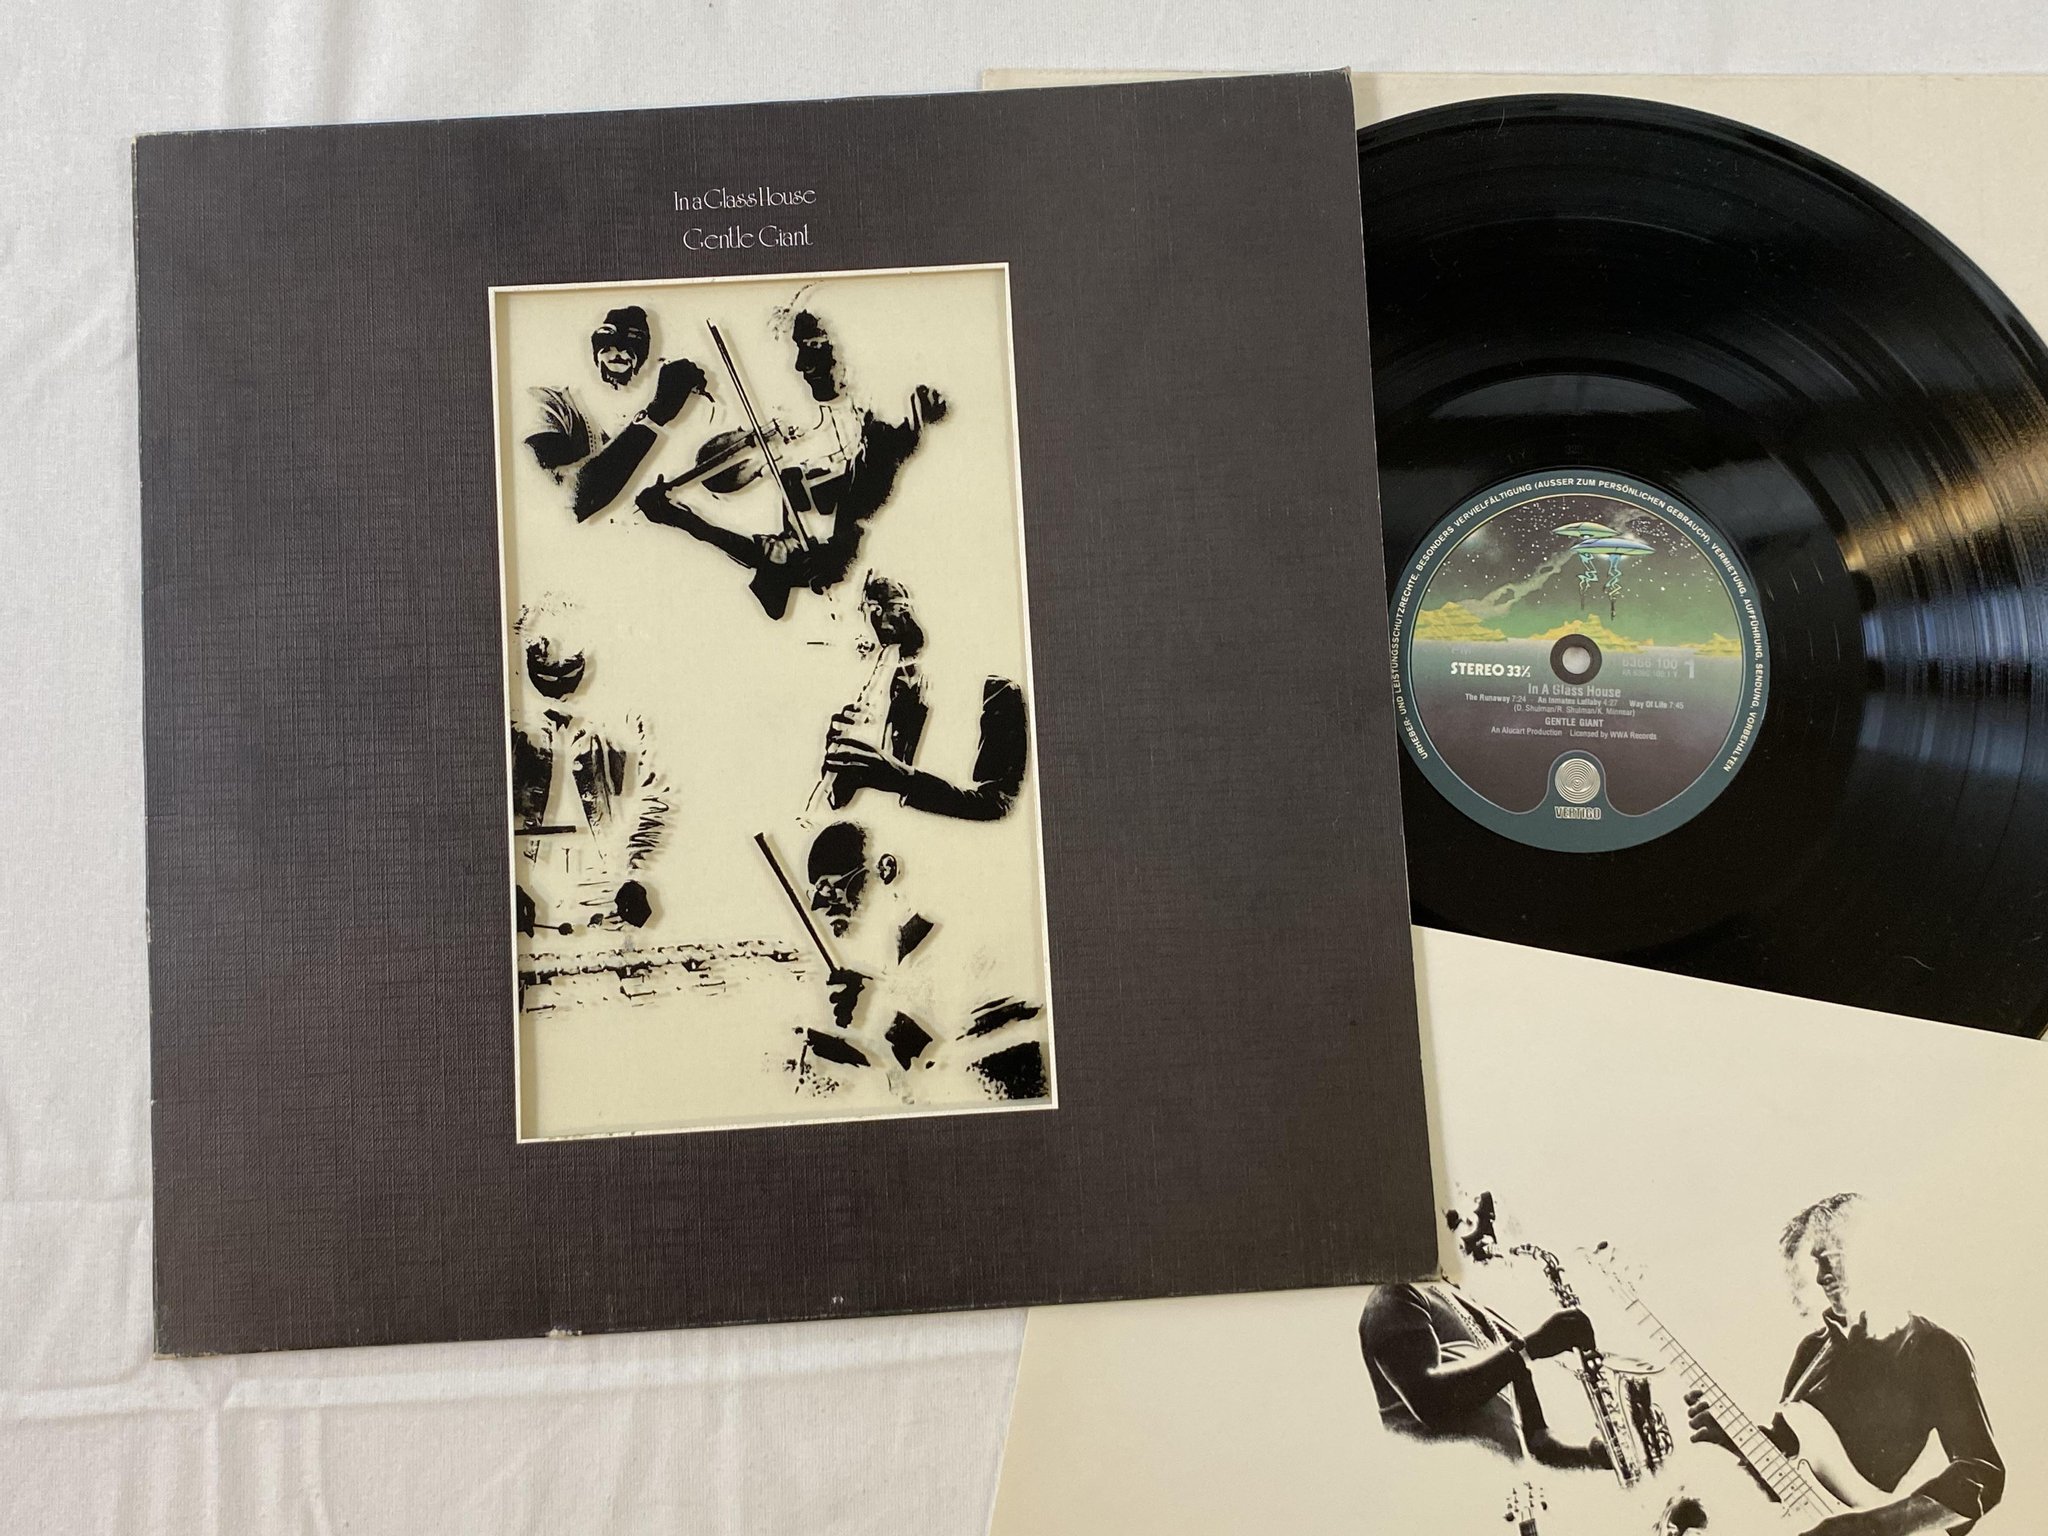 In a Glass House
Gentle Giant
URHEBER- UND LEISTUNGSSCHUTZRECHTE, BESONDERS VERVIELFÄLTIGUNG (AUSSER ZUM PERSÖNLICHEN GEBRAUCH), VERMIETUNG, AUFFÜHRUNG, SENDUNG, VORBEHALTEN
STEREO 33⅓
6366 100 1
In A Glass House
The Runaway 7:24 An Inmates Lullaby 4:27 Way Of Life 7:45
(D. Shulman/R. Shulman/K. Minnear)
GENTLE GIANT
An Alucart Production Licensed by WWA Records
VERTIGO